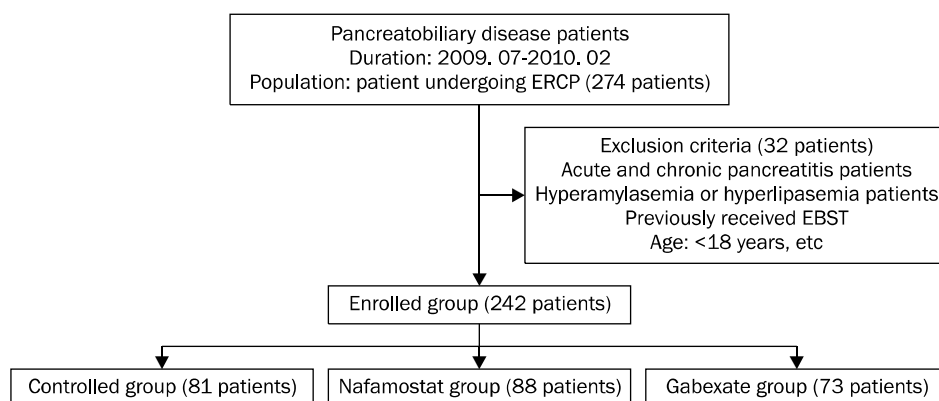 Pancreatobiliary disease patients
Duration: 2009. 07-2010. 02
Population: patient undergoing ERCP (274 patients)
Exclusion criteria (32 patients)
Acute and chronic pancreatitis patients
Hyperamylasemia or hyperlipasemia patients
Previously received EBST
Age: <18 years, etc
Enrolled group (242 patients)
Controlled group (81 patients)
Nafamostat group (88 patients)
Gabexate group (73 patients)